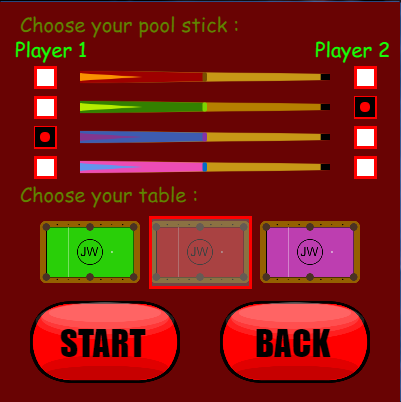 Choose your pool stick :
Player 1 Player 2
Choose your table :
JW JW JW
START BACK